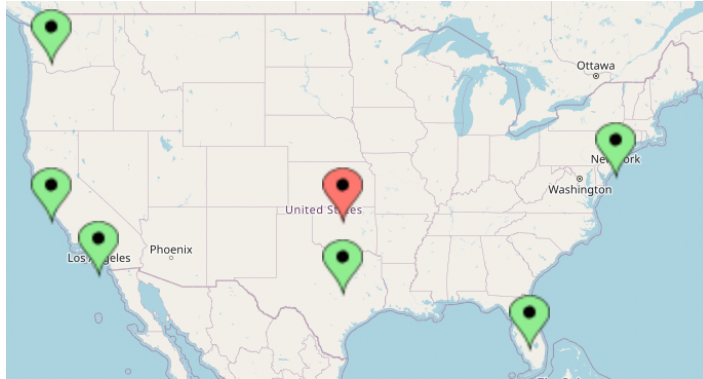 Ottawa
New York
Washington
United States
Phoenix
Los Angeles